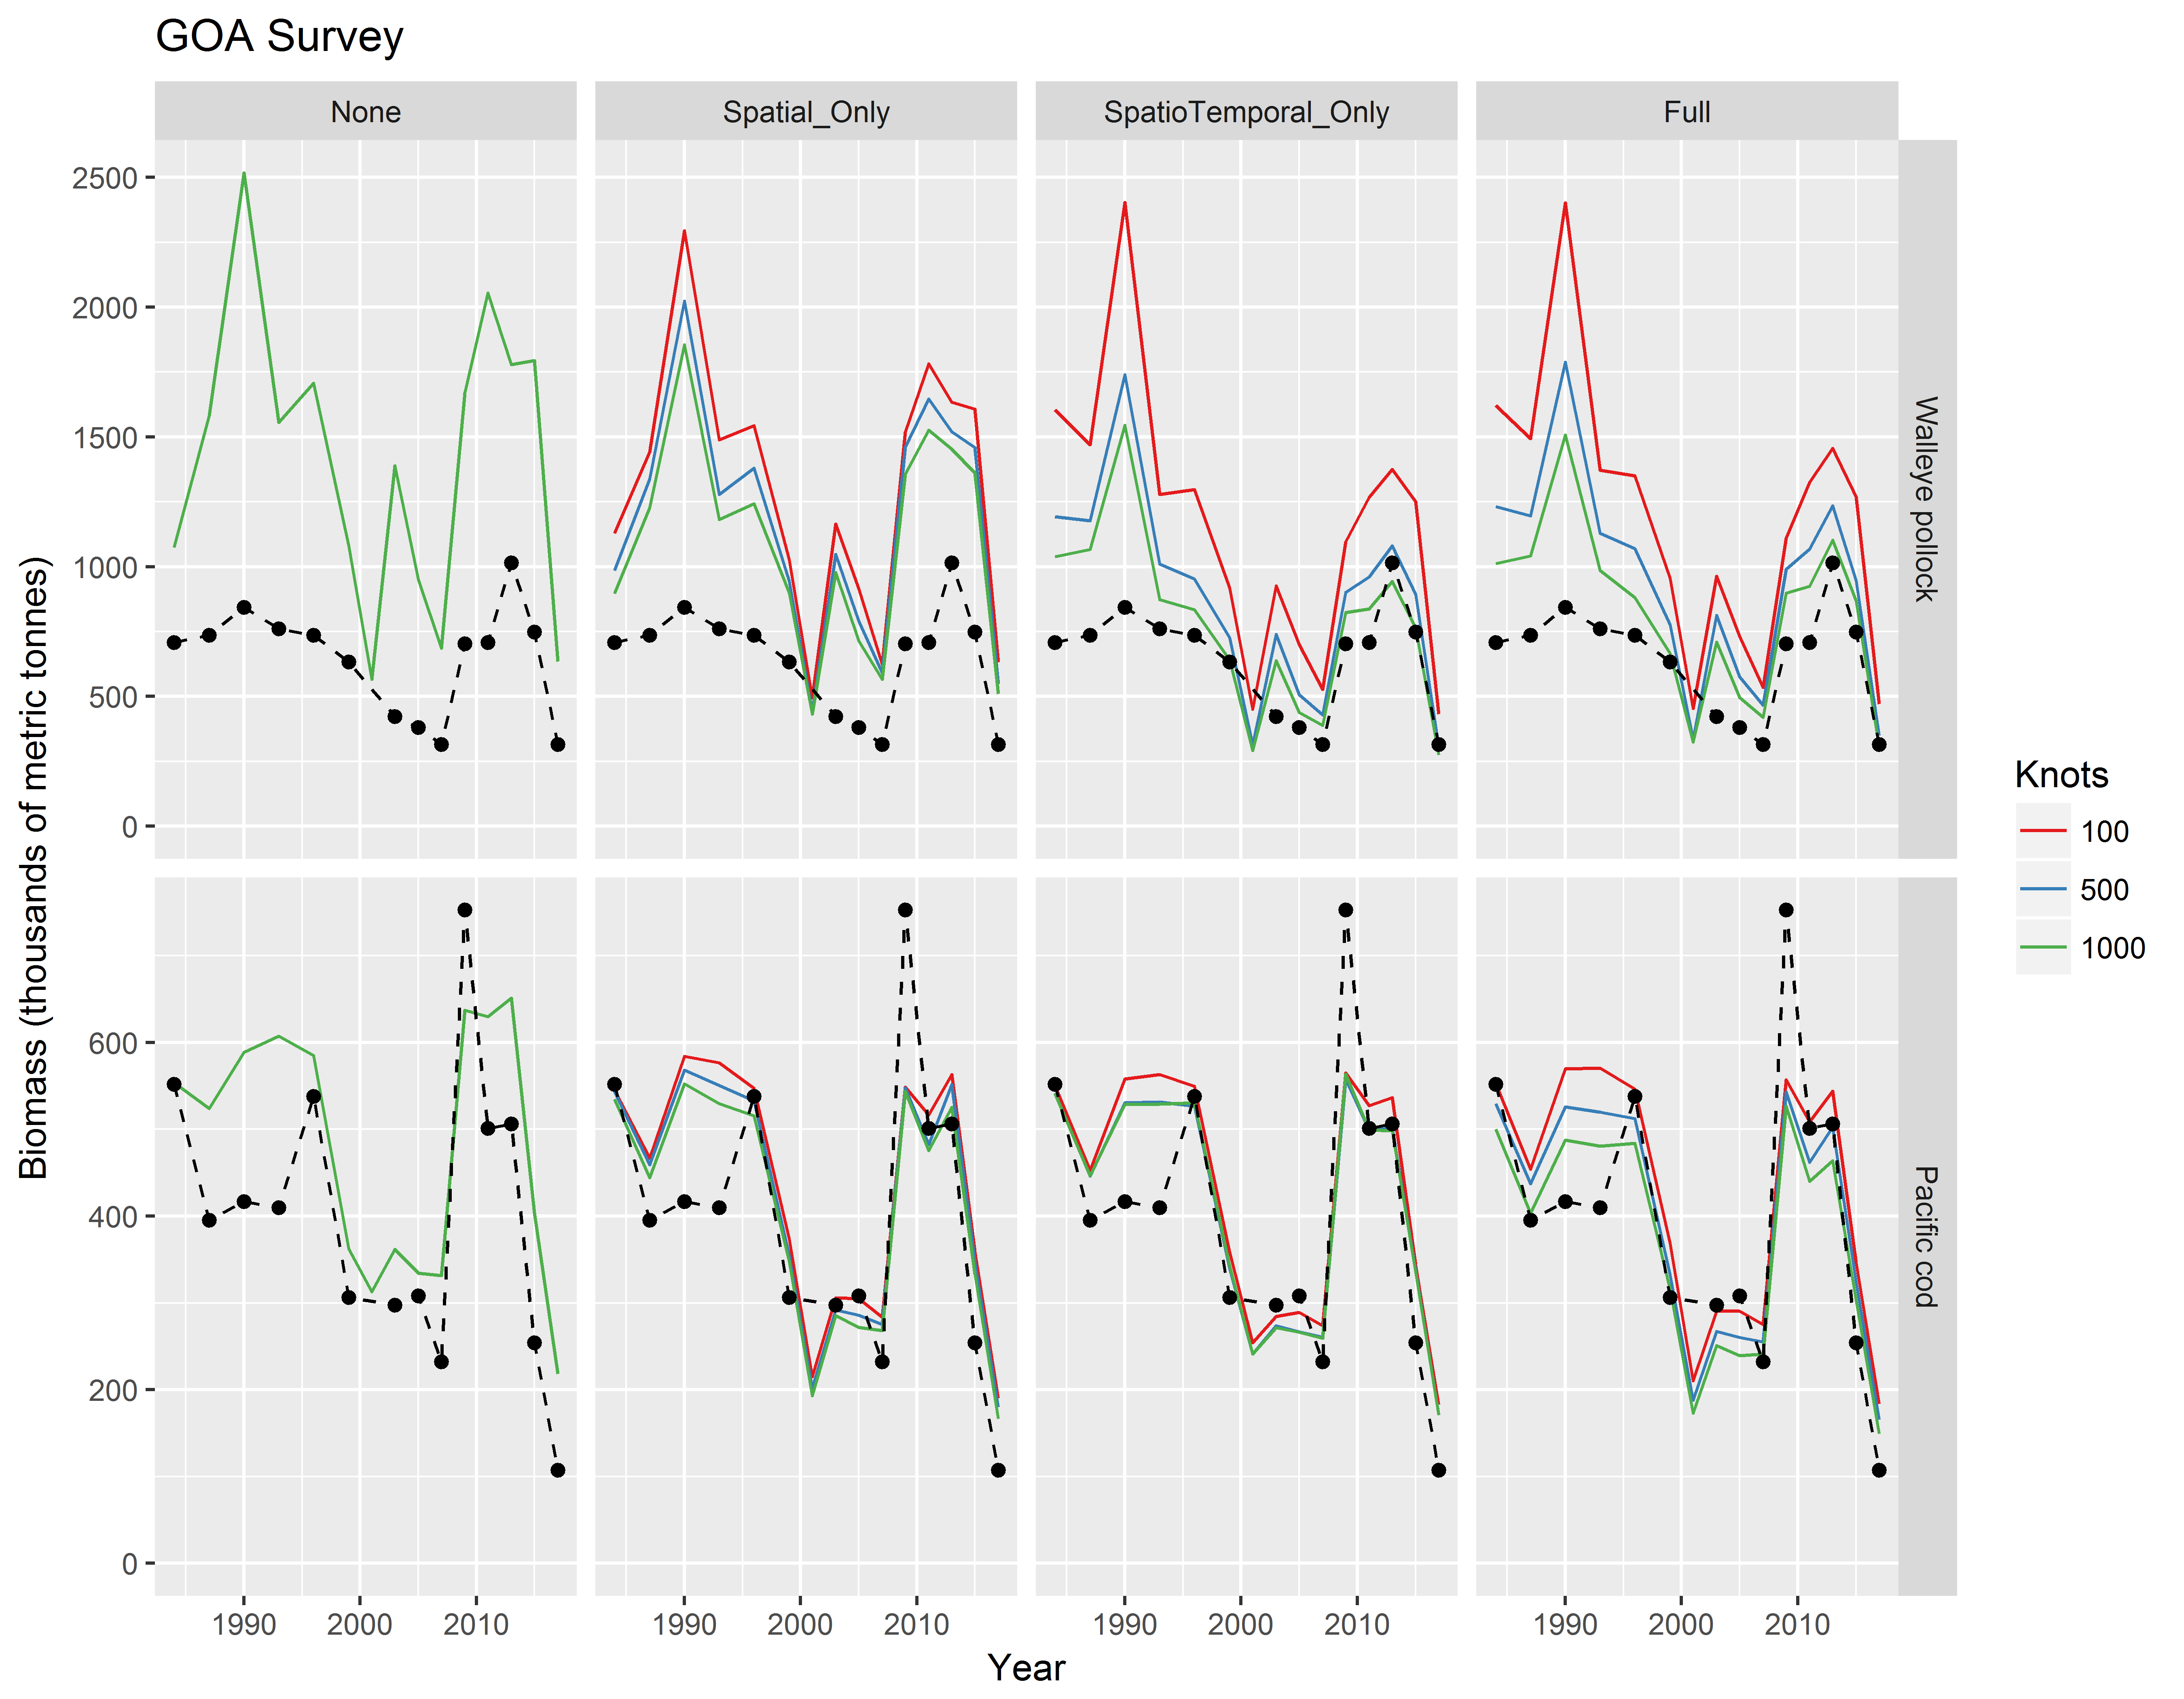 GOA Survey
None
Spatial_Only
SpatioTemporal_Only
Full
2500
2000
1500
1000
500
0
Walleye pollock
600
400
200
0
Pacific cod
Biomass (thousands of metric tonnes)
1990 2000 2010
1990 2000 2010
1990 2000 2010
1990 2000 2010
Year
Knots
100
500
1000